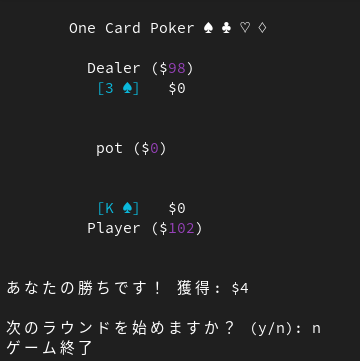 One Card Poker ♠ ♣ ♡ ♢
Dealer ($98)
[3 ♠] $0
pot ($0)
[K ♠] $0
Player ($102)
あなたの勝ちです！ 獲得: $4
次のラウンドを始めますか？ (y/n): n
ゲーム終了